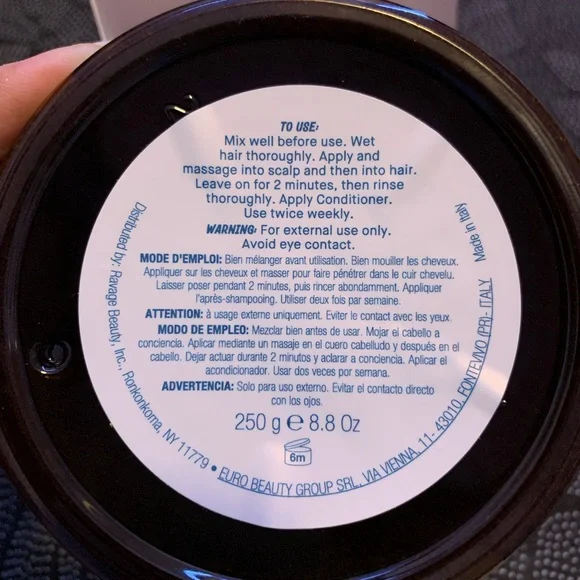 TO USE:
Mix well before use. Wet
hair thoroughly. Apply and
massage into scalp and then into hair.
Leave on for 2 minutes, then rinse
thoroughly. Apply Conditioner.
Use twice weekly.
WARNING: For external use only.
Avoid eye contact.
MODE D'EMPLOI: Bien mélanger avant utilisation. Bien mouiller les cheveux.
Appliquer sur les cheveux et masser pour faire pénétrer dans le cuir chevelu.
Laisser poser pendant 2 minutes, puis rincer abondamment. Appliquer
l'après-shampooing. Utiliser deux fois par semaine.
ATTENTION: à usage externe uniquement. Eviter le contact avec les yeux.
MODO DE EMPLEO: Mezclar bien antes de usar. Mojar el cabello a
conciencia. Aplicar mediante un masaje en el cuero cabelludo y después en el
cabello. Dejar actuar durante 2 minutos y aclarar a conciencia. Aplicar el
acondicionador. Usar dos veces por semana.
ADVERTENCIA: Solo para uso externo. Evitar el contacto directo
con los ojos.
250 g e 8.8 Oz
6m
Distributed by: Ravage Beauty, Inc., Ronkonkoma, NY 11779 • EURO BEAUTY GROUP SRL, VIA VIENNA, 11- 43010 FONTEVIVO (PR)- ITALY
Made in Italy